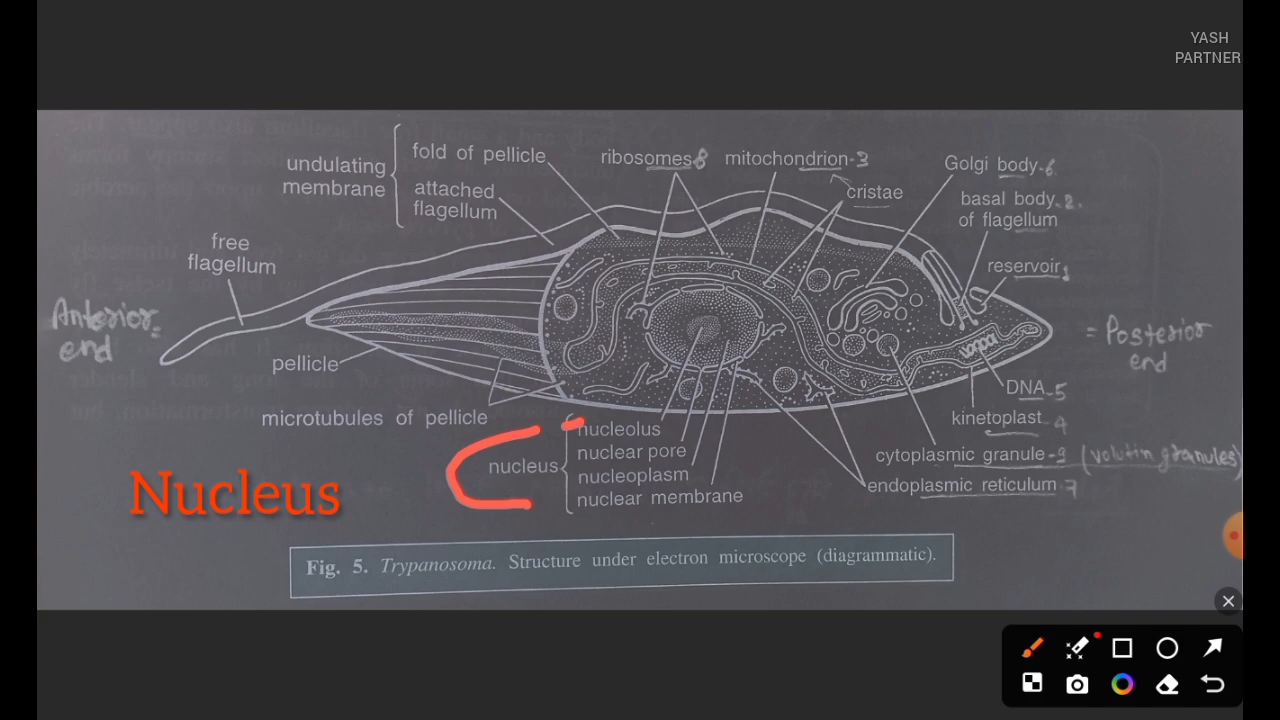 YASH
PARTNER
undulating
membrane
fold of pellicle
attached
flagellum
ribosomes-8
mitochondrion-3
cristae
Golgi body-6
basal body-2.
of flagellum
reservoir1
free
flagellum
Anterior
end
= Posterior
end
pellicle
microtubules of pellicle
DNA-5
kinetoplast-4
cytoplasmic granule-9 (volutin granules)
endoplasmic reticulum-7
nucleus
nucleolus
nuclear pore
nucleoplasm
nuclear membrane
Nucleus
Fig. 5. Trypanosoma. Structure under electron microscope (diagrammatic).